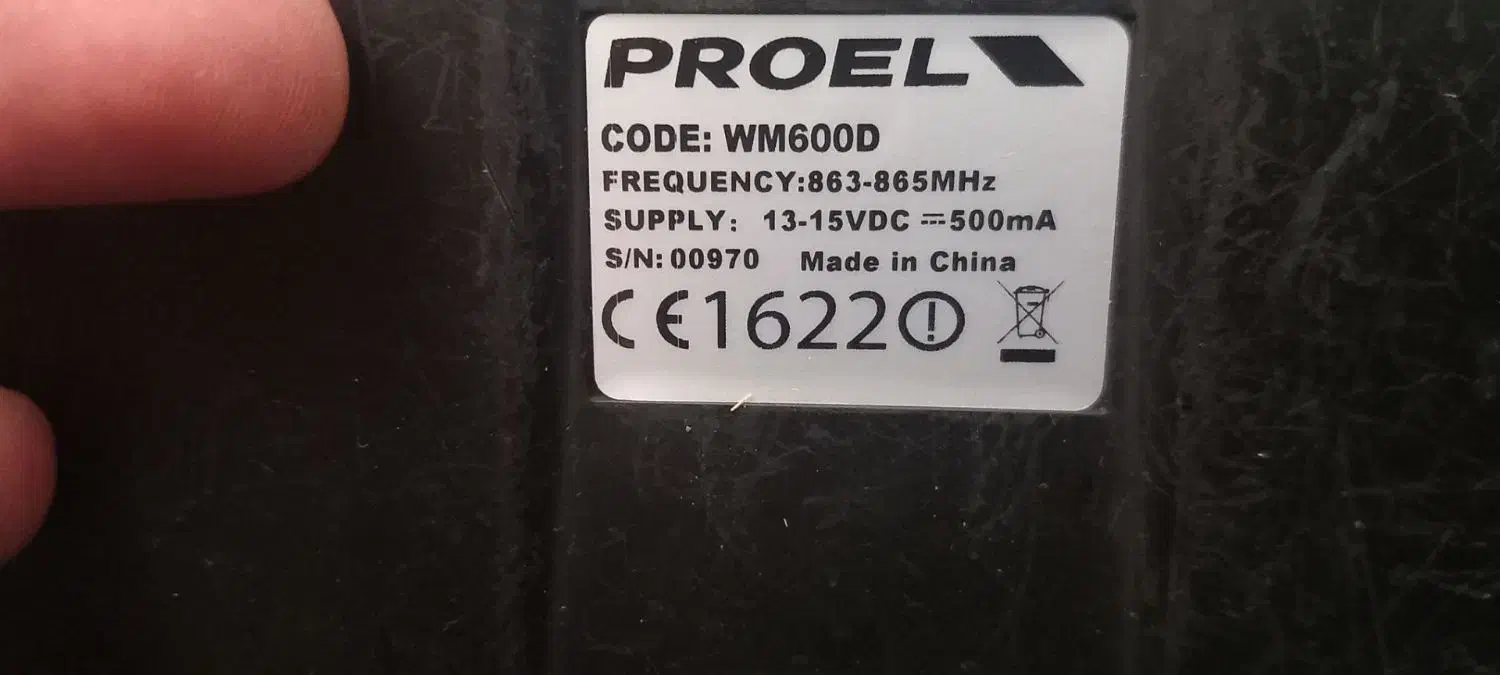 PROEL
CODE: WM600D
FREQUENCY:863-865MHz
SUPPLY: 13-15VDC ⎓500mA
S/N: 00970 Made in China
CE1622